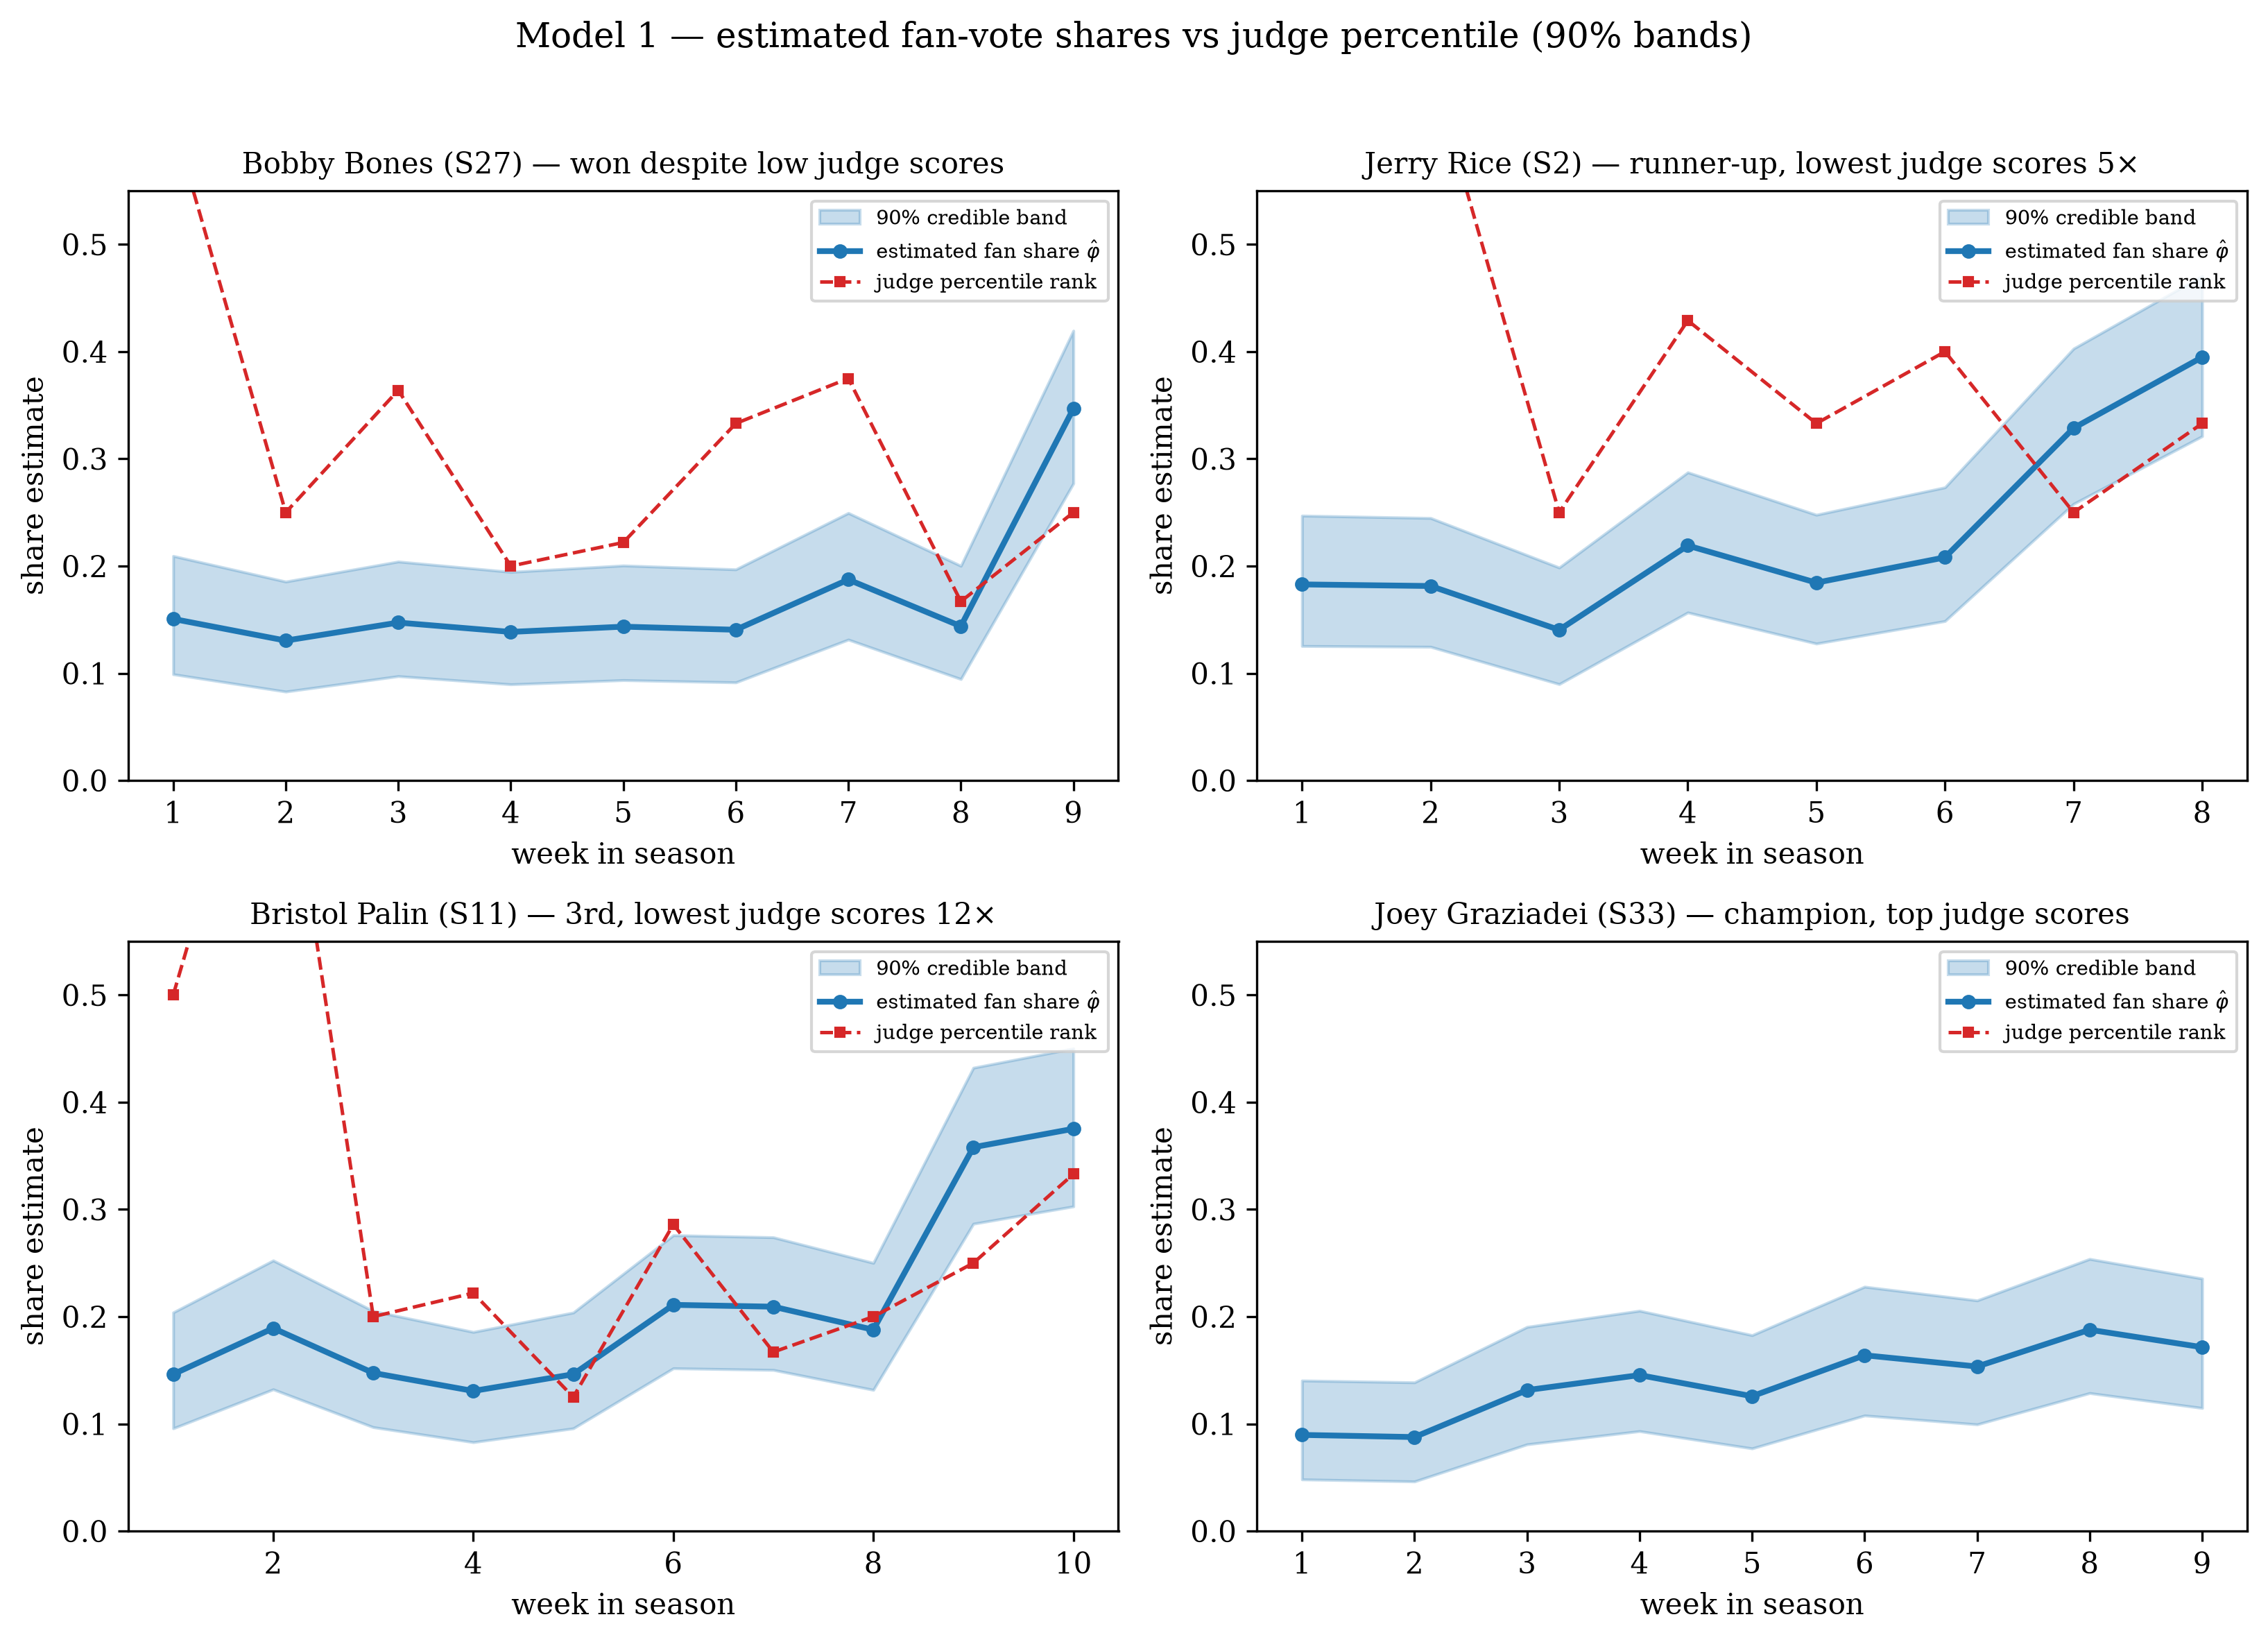 Model 1 — estimated fan-vote shares vs judge percentile (90% bands)
Bobby Bones (S27) — won despite low judge scores
0.5
0.4
0.3
0.2
0.1
0.0
share estimate
90% credible band
estimated fan share φ̂
judge percentile rank
1 2 3 4 5 6 7 8 9
week in season
Jerry Rice (S2) — runner-up, lowest judge scores 5×
0.5
0.4
0.3
0.2
0.1
0.0
share estimate
90% credible band
estimated fan share φ̂
judge percentile rank
1 2 3 4 5 6 7 8
week in season
Bristol Palin (S11) — 3rd, lowest judge scores 12×
0.5
0.4
0.3
0.2
0.1
0.0
share estimate
90% credible band
estimated fan share φ̂
judge percentile rank
2 4 6 8 10
week in season
Joey Graziadei (S33) — champion, top judge scores
0.5
0.4
0.3
0.2
0.1
0.0
share estimate
90% credible band
estimated fan share φ̂
judge percentile rank
1 2 3 4 5 6 7 8 9
week in season